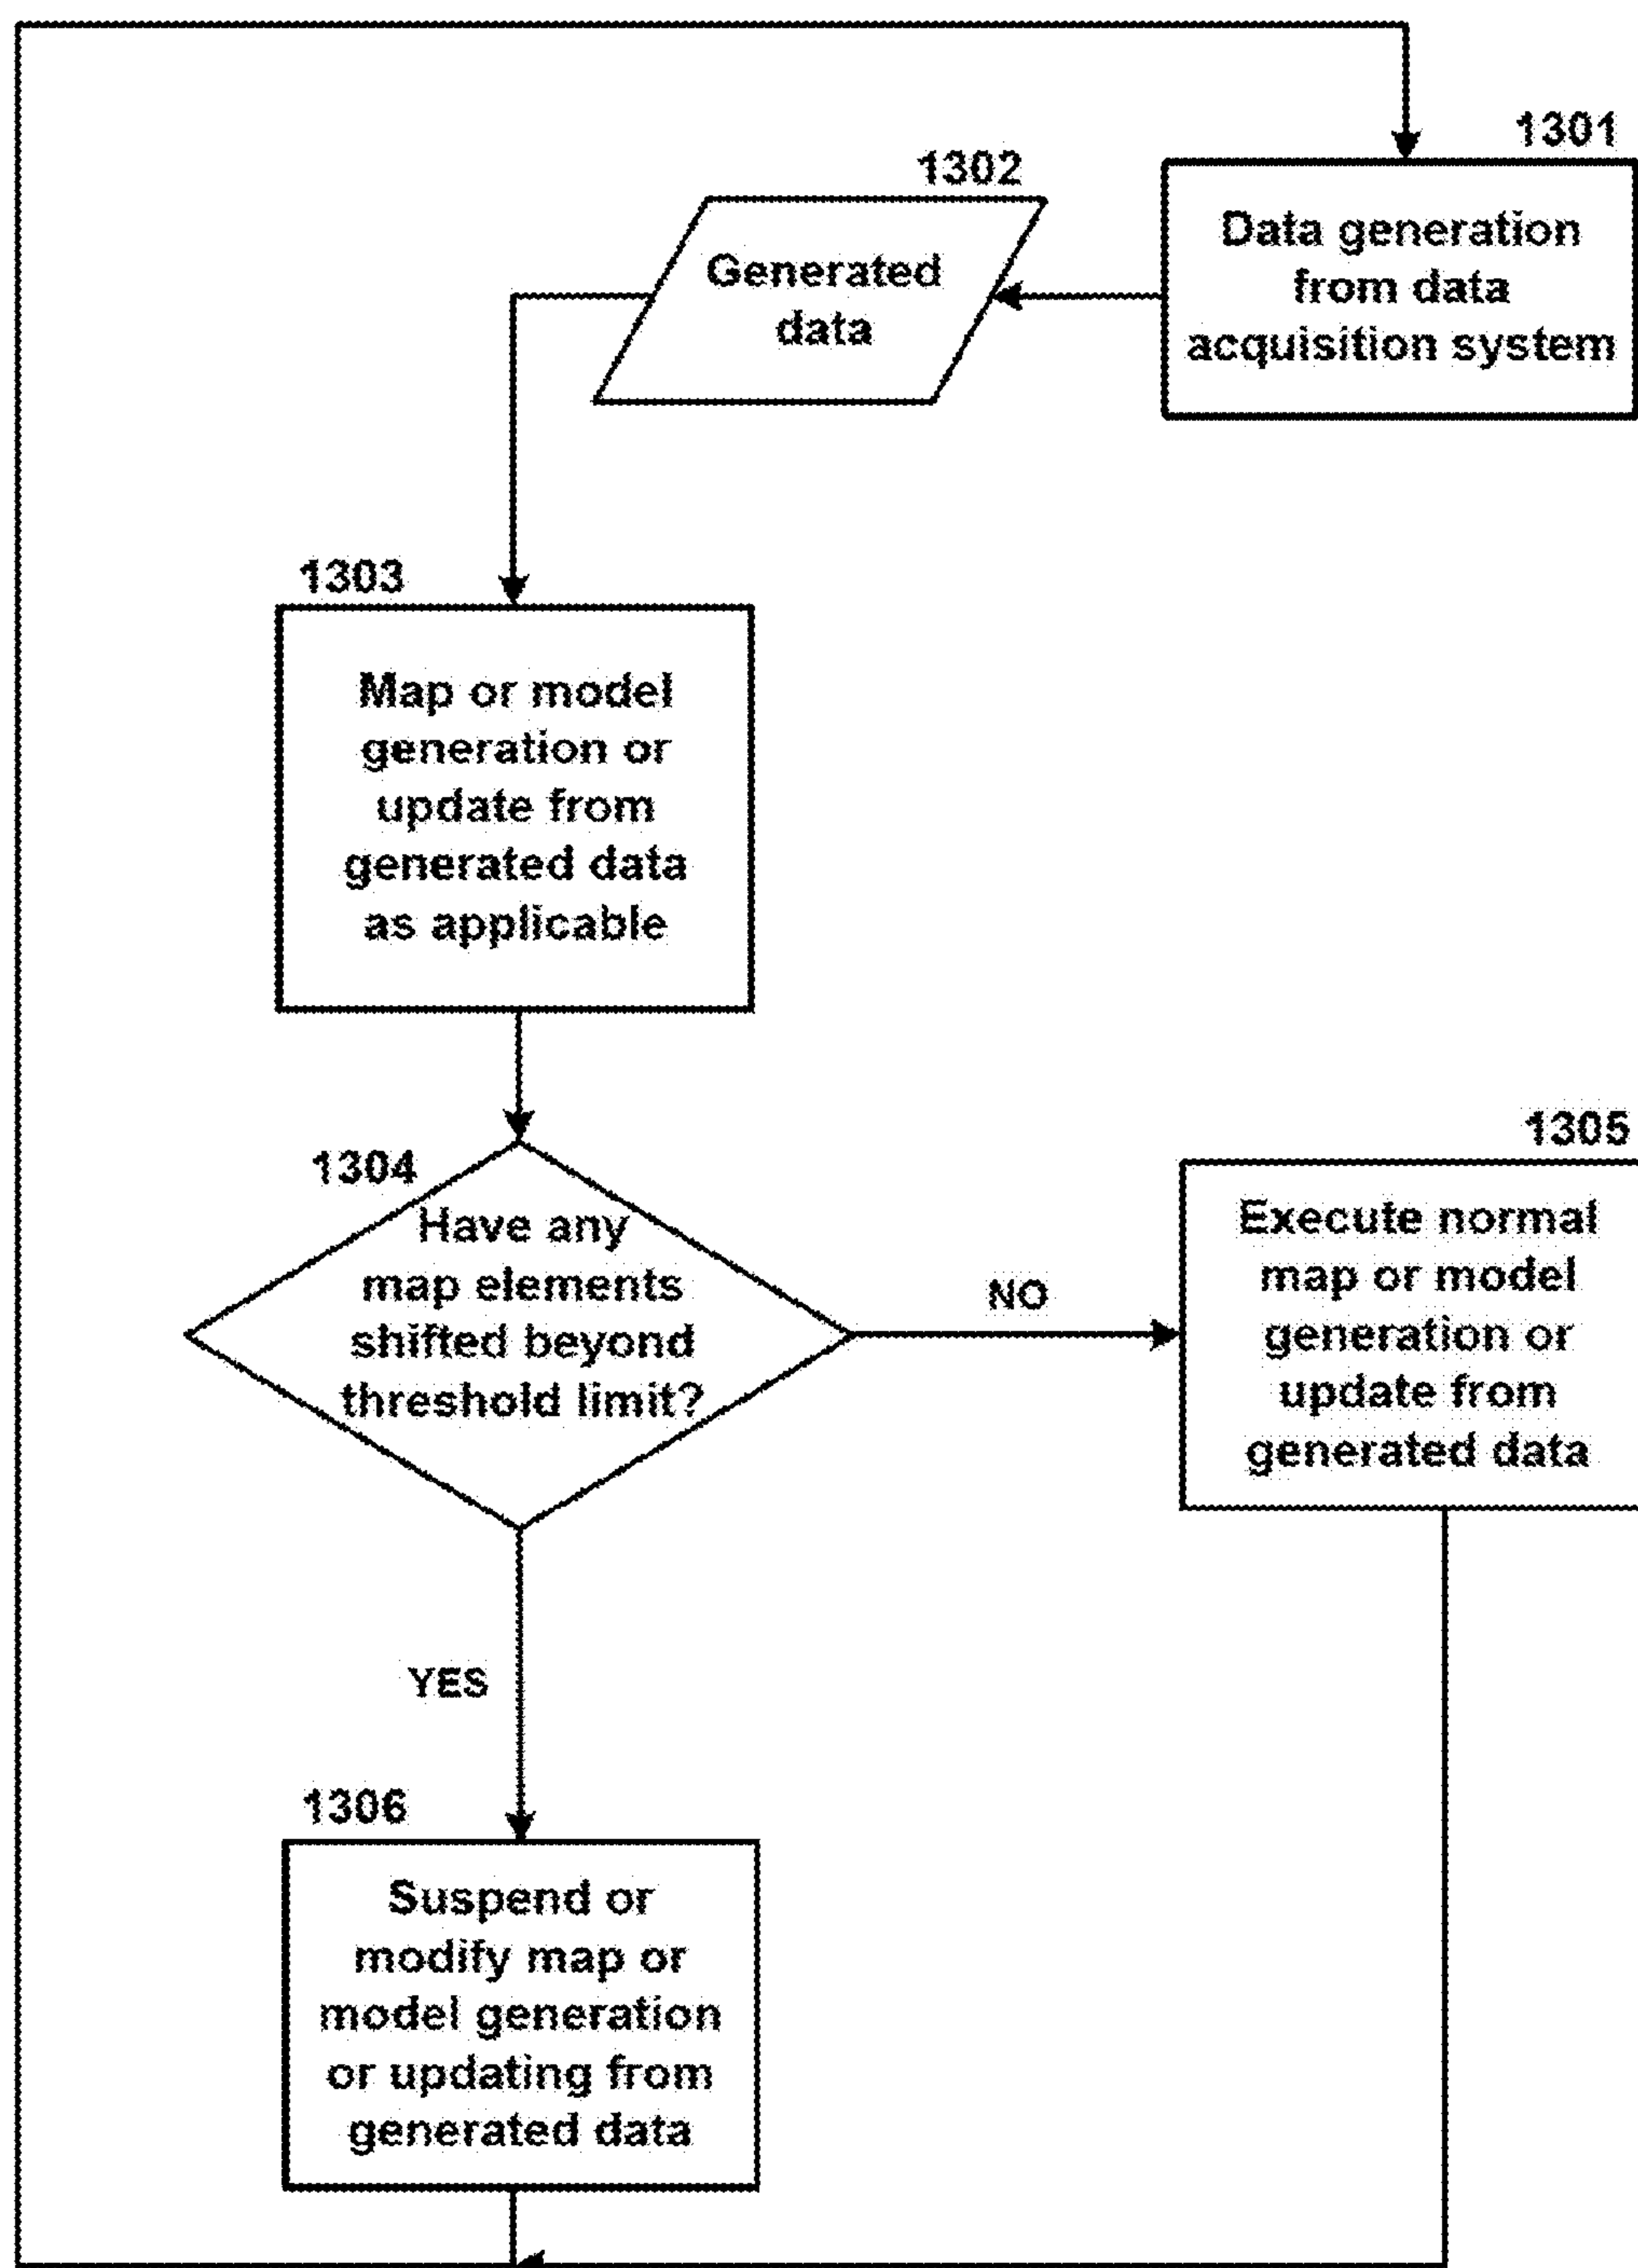 1301
Data generation
from data
acquisition system
1302
Generated
data
1303
Map or model
generation or
update from
generated data
as applicable
1304
Have any
map elements
shifted beyond
threshold limit?
NO
1305
Execute normal
map or model
generation or
update from
generated data
YES
1306
Suspend or
modify map or
model generation
or updating from
generated data